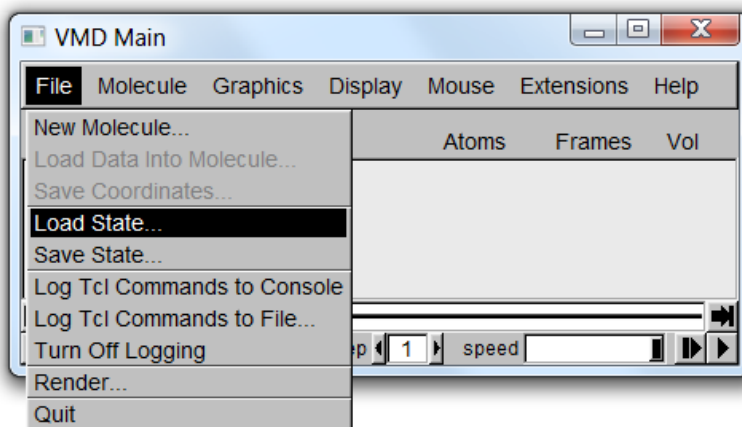 VMD Main
File Molecule Graphics Display Mouse Extensions Help
New Molecule...
Atoms Frames Vol
Load Data Into Molecule...
Save Coordinates...
Load State...
Save State...
Log Tcl Commands to Console
Log Tcl Commands to File...
Turn Off Logging
1 speed
Render...
Quit